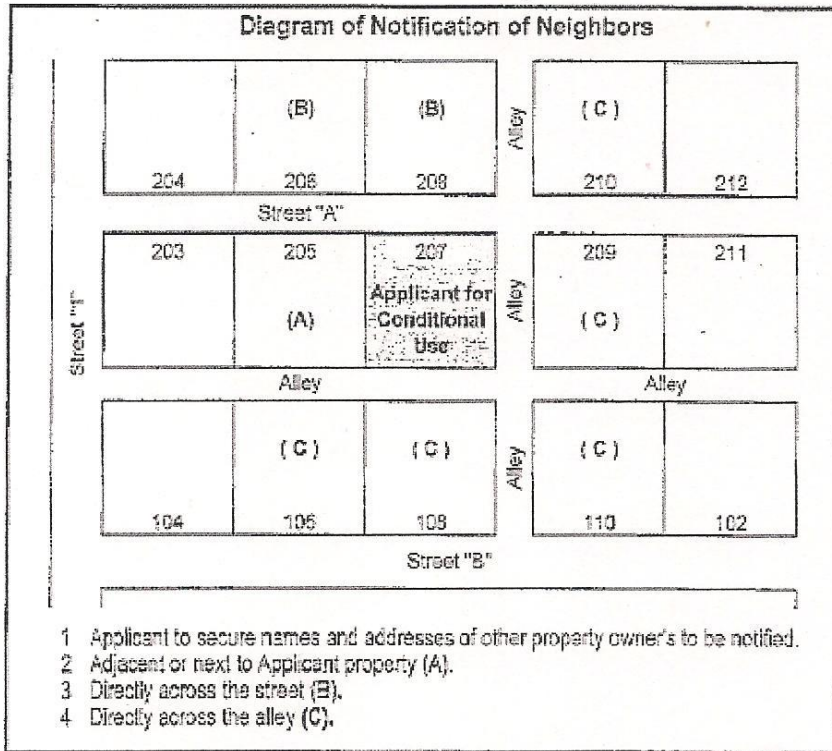 Diagram of Notification of Neighbors
(B) (B) Alley (C)
204 206 208 210 212
Street "A"
203 205 207 209 211
Street "1"
(A) Applicant for Conditional Use Alley (C)
Alley Alley
(C) (C) Alley (C)
104 106 108 110 102
Street "B"
1 Applicant to secure names and addresses of other property owner's to be notified.
2 Adjacent or next to Applicant property (A).
3 Directly across the street (B).
4 Directly across the alley (C).